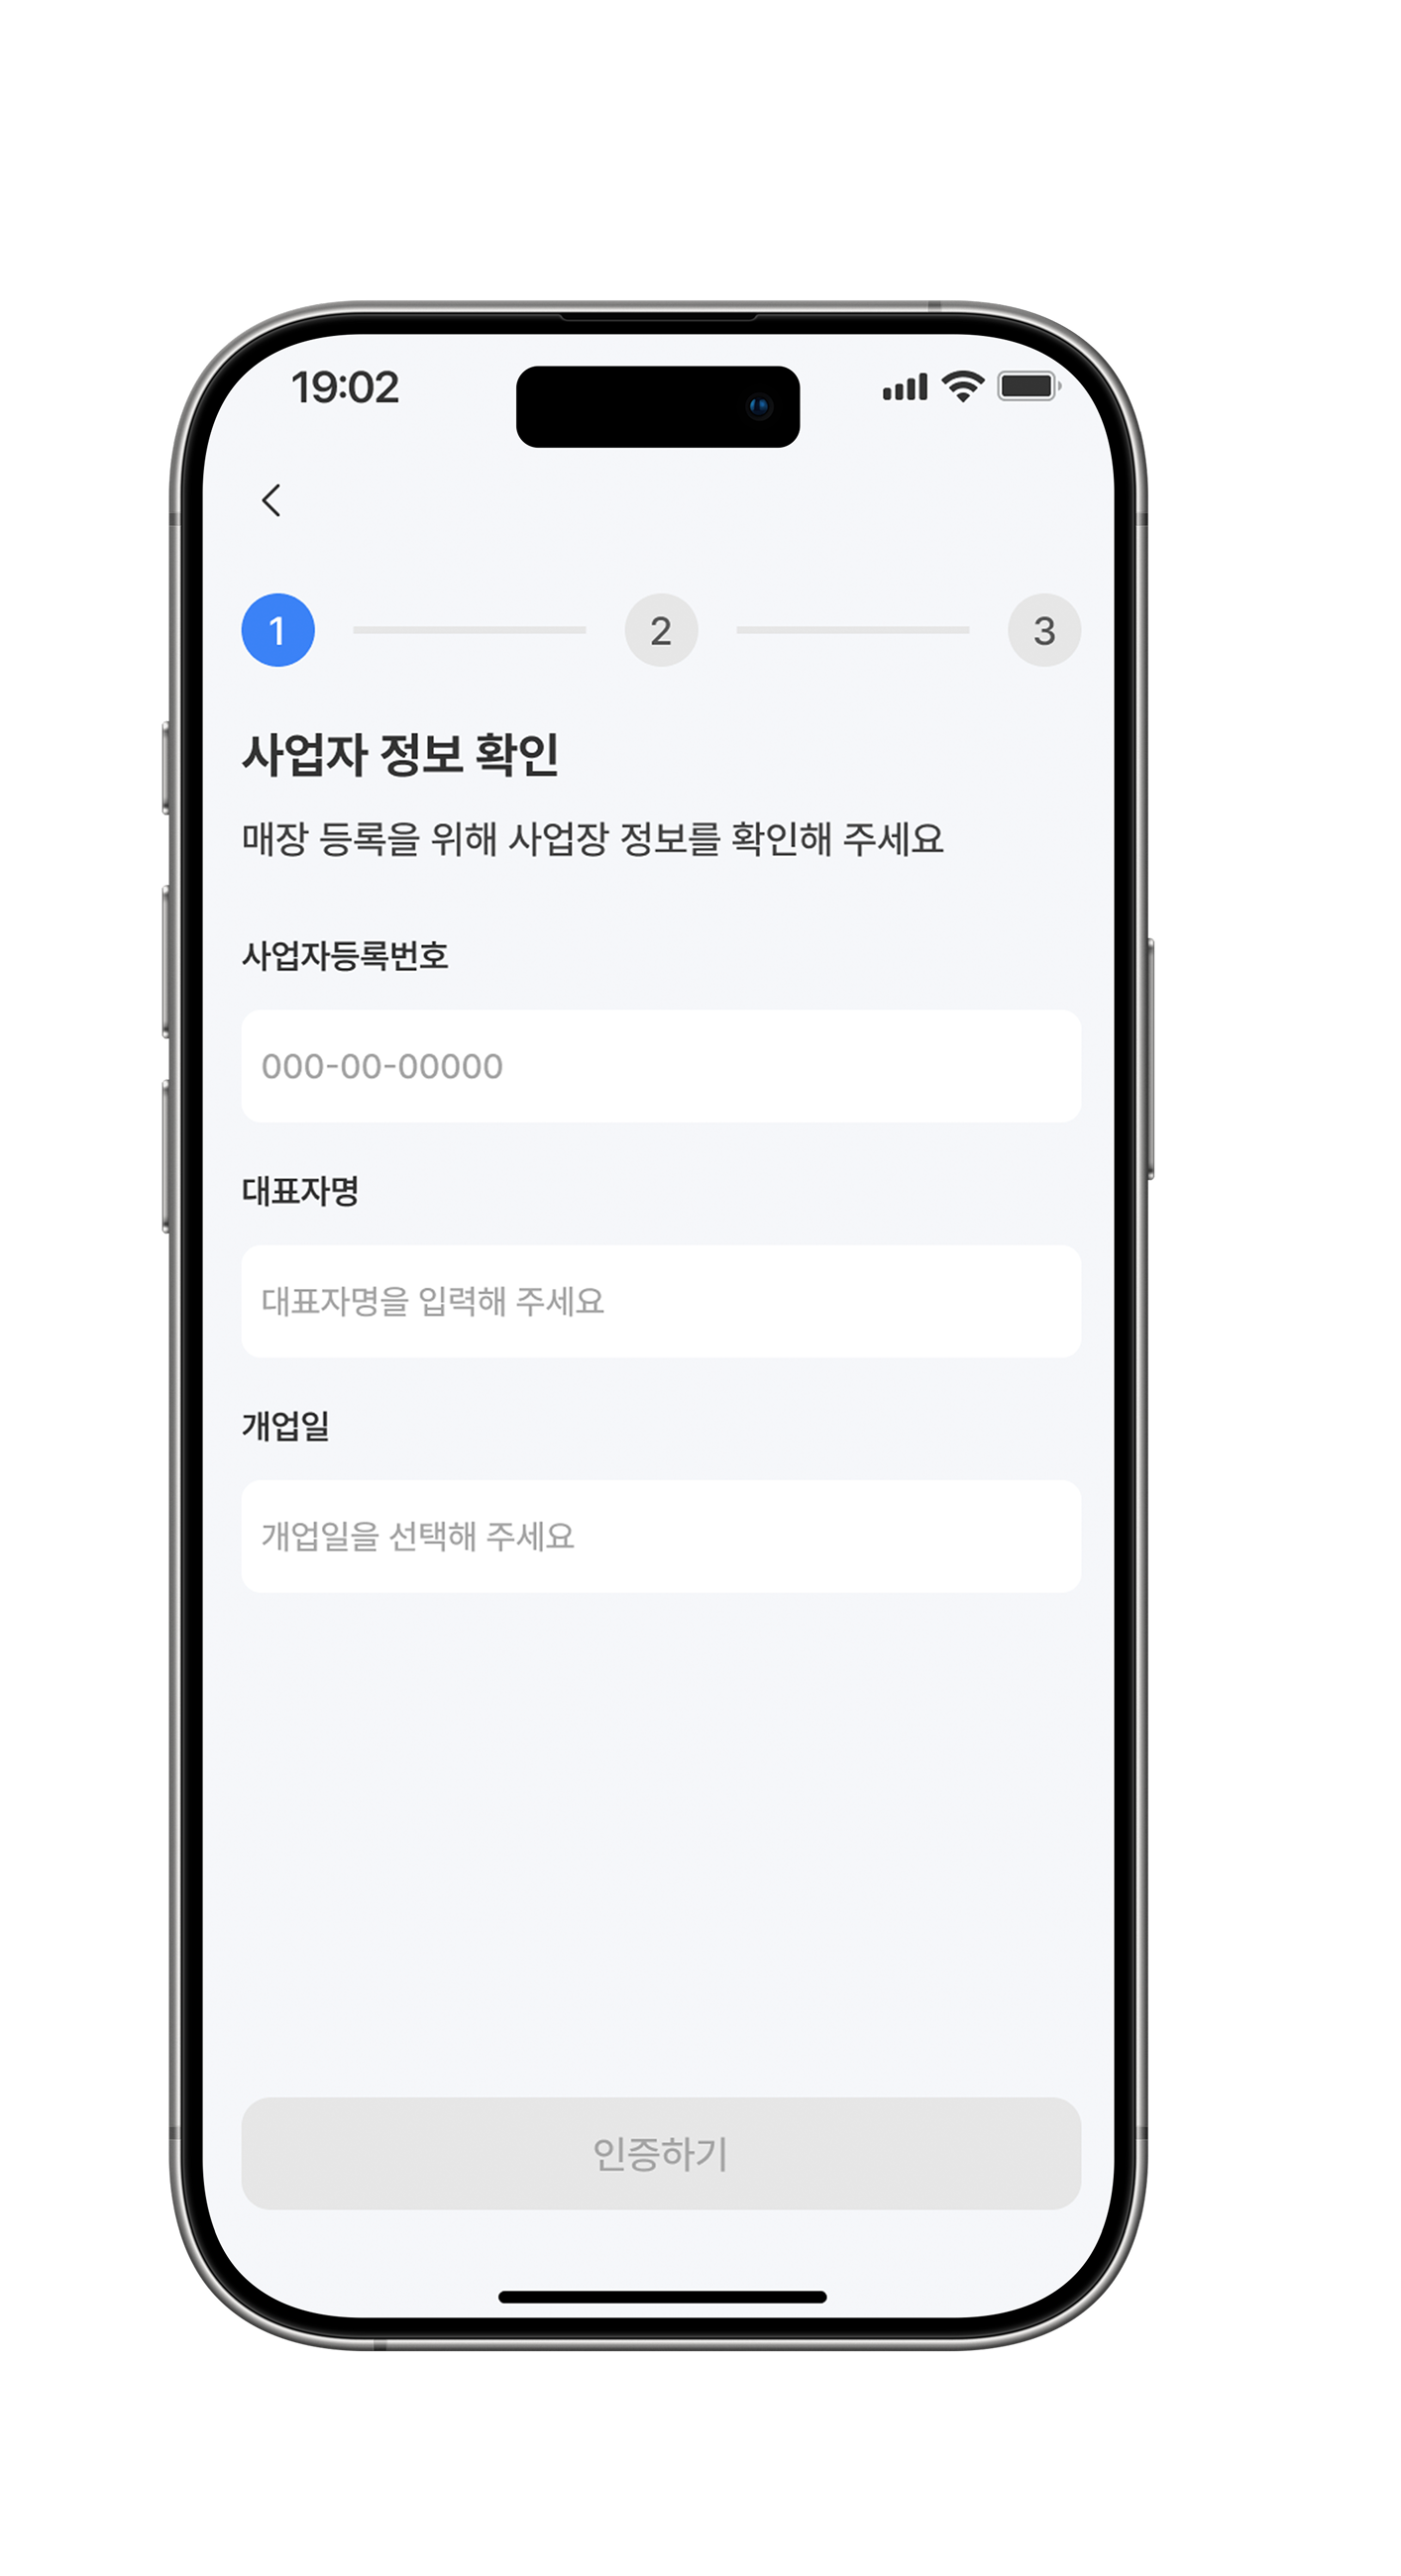 19:02
1
2
3
사업자 정보 확인
매장 등록을 위해 사업장 정보를 확인해 주세요
사업자등록번호
000-00-00000
대표자명
대표자명을 입력해 주세요
개업일
개업일을 선택해 주세요
인증하기